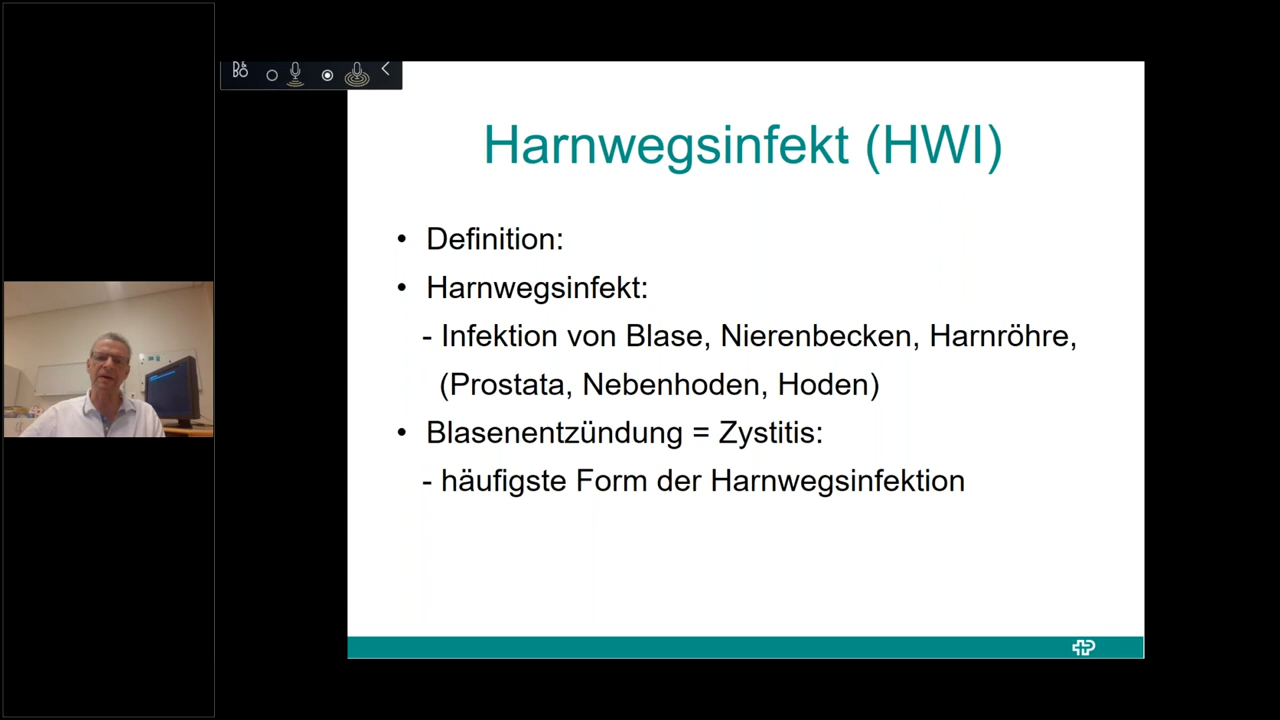 Harnwegsinfekt (HWI)
• Definition:
• Harnwegsinfekt:
- Infektion von Blase, Nierenbecken, Harnröhre,
(Prostata, Nebenhoden, Hoden)
• Blasenentzündung = Zystitis:
- häufigste Form der Harnwegsinfektion